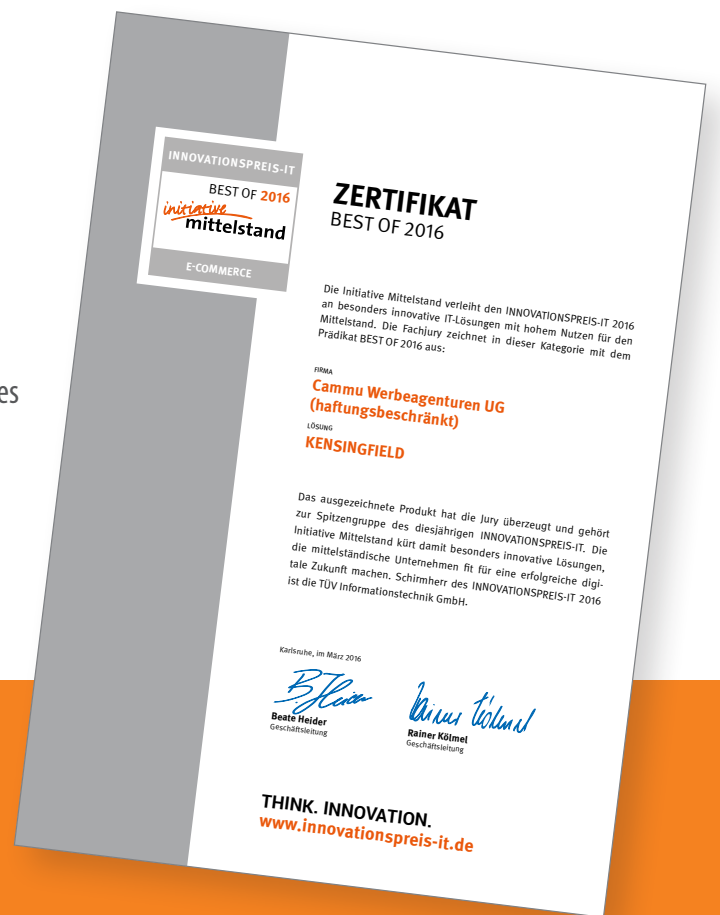 INNOVATIONSPREIS-IT
BEST OF 2016
initiative
mittelstand
E-COMMERCE
ZERTIFIKAT
BEST OF 2016
Die Initiative Mittelstand verleiht den INNOVATIONSPREIS-IT 2016
an besonders innovative IT-Lösungen mit hohem Nutzen für den
Mittelstand. Die Fachjury zeichnet in dieser Kategorie mit dem
Prädikat BEST OF 2016 aus:
FIRMA
Cammu Werbeagenturen UG
(haftungsbeschränkt)
LÖSUNG
KENSINGFIELD
es
Das ausgezeichnete Produkt hat die Jury überzeugt und gehört
zur Spitzengruppe des diesjährigen INNOVATIONSPREIS-IT. Die
Initiative Mittelstand kürt damit besonders innovative Lösungen,
die mittelständische Unternehmen fit für eine erfolgreiche digi-
tale Zukunft machen. Schirmherr des INNOVATIONSPREIS-IT 2016
ist die TÜV Informationstechnik GmbH.
Karlsruhe, im März 2016
B. Heider
Rainer Kölmel
Beate Heider
Geschäftsleitung
Rainer Kölmel
Geschäftsleitung
THINK. INNOVATION.
www.innovationspreis-it.de